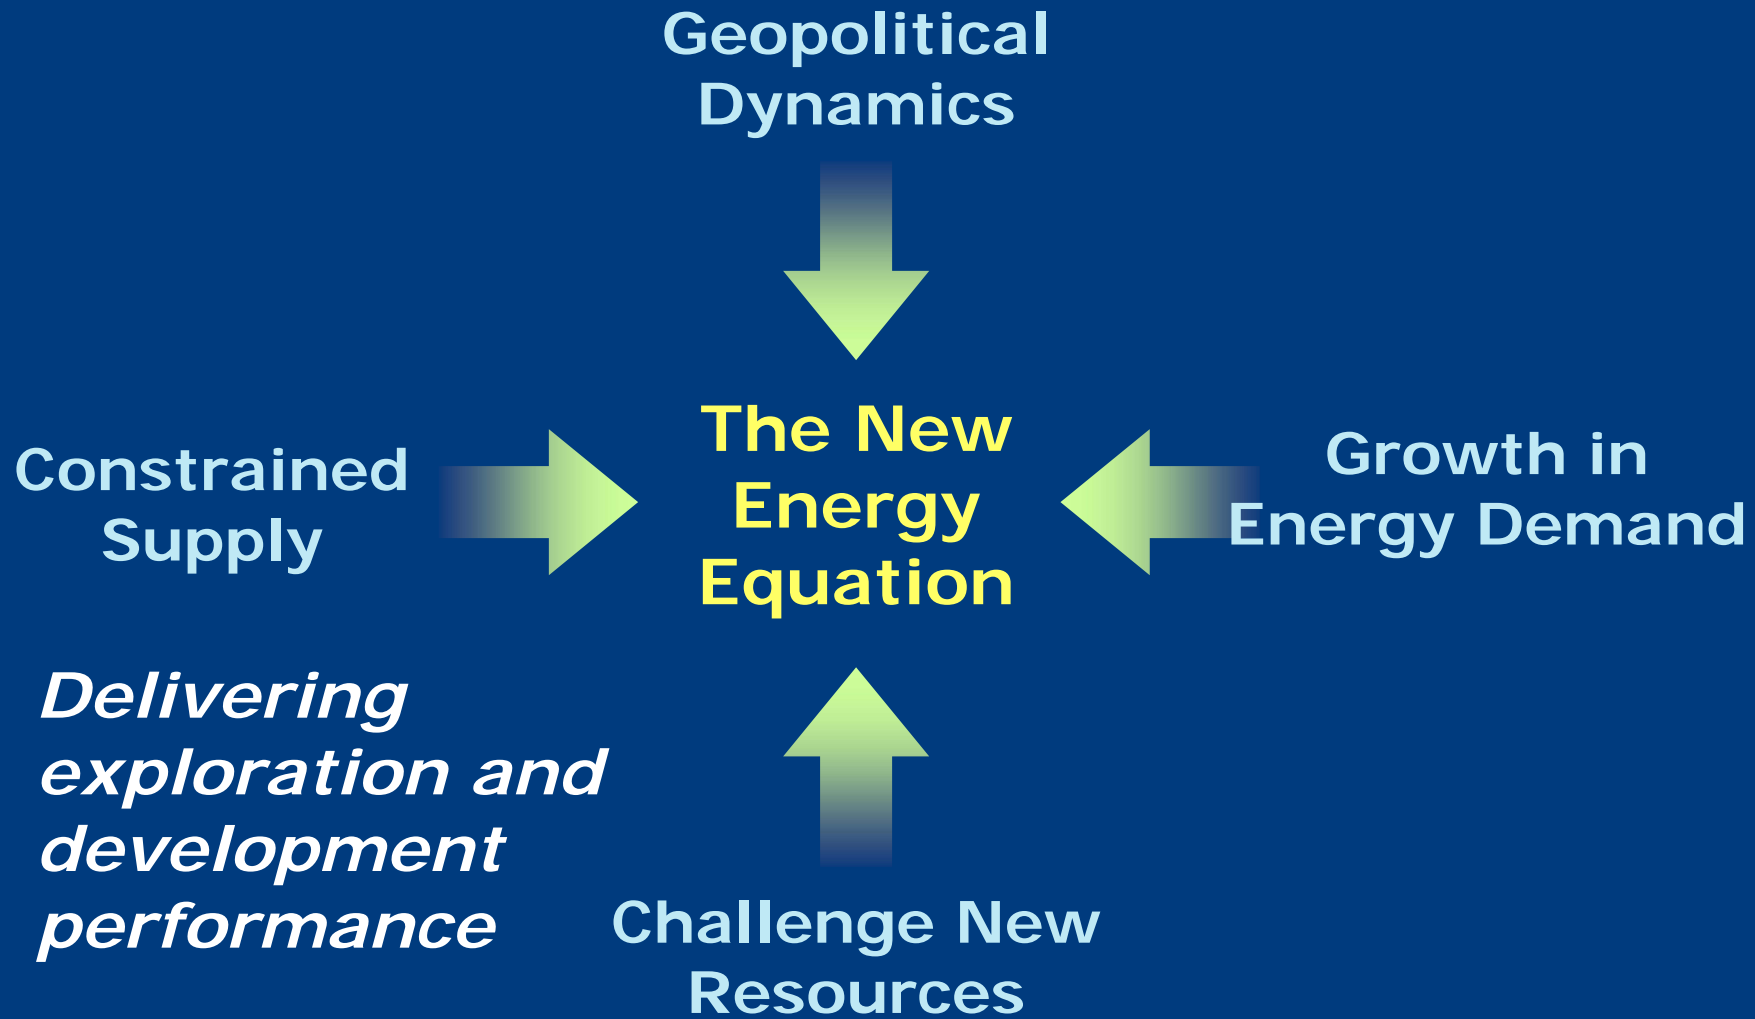 Geopolitical
Dynamics
Constrained
Supply
The New
Energy
Equation
Growth in
Energy Demand
Delivering
exploration and
development
performance
Challenge New
Resources